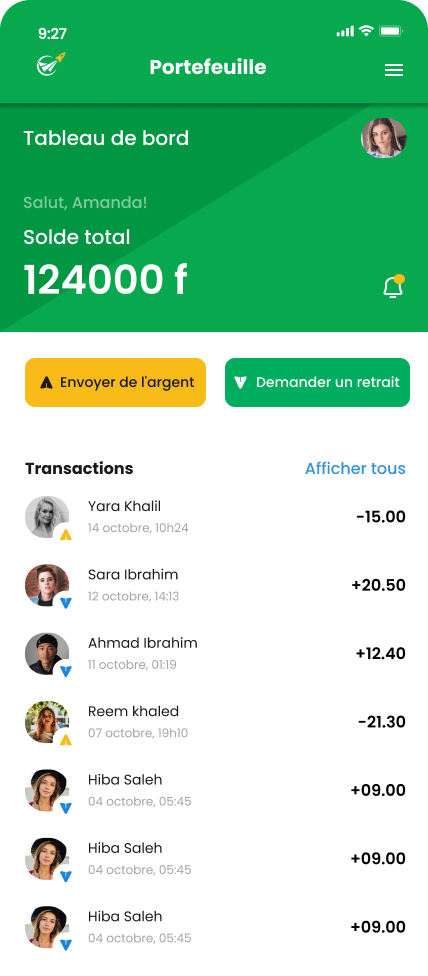 9:27
Portefeuille
Tableau de bord
Salut, Amanda!
Solde total
124000 f
Envoyer de l'argent
Demander un retrait
Transactions
Afficher tous
Yara Khalil
14 octobre, 10h24
-15.00
Sara Ibrahim
12 octobre, 14:13
+20.50
Ahmad Ibrahim
11 octobre, 01:19
+12.40
Reem khaled
07 octobre, 19h10
-21.30
Hiba Saleh
04 octobre, 05:45
+09.00
Hiba Saleh
04 octobre, 05:45
+09.00
Hiba Saleh
04 octobre, 05:45
+09.00